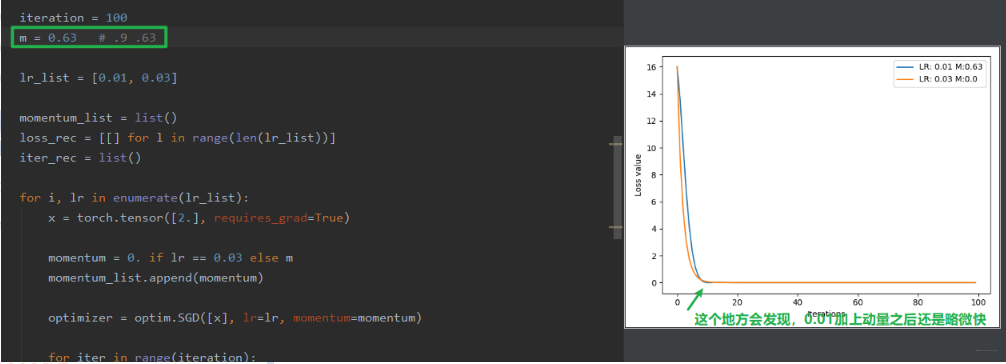 iteration = 100
m = 0.63   # .9 .63
lr_list = [0.01, 0.03]
momentum_list = list()
loss_rec = [[] for l in range(len(lr_list))]
iter_rec = list()
for i, lr in enumerate(lr_list):
    x = torch.tensor([2.], requires_grad=True)
    momentum = 0. if lr == 0.03 else m
    momentum_list.append(momentum)
    optimizer = optim.SGD([x], lr=lr, momentum=momentum)
    for iter in range(iteration):
LR: 0.01 M:0.63
LR: 0.03 M:0.0
Loss value
16
14
12
10
8
6
4
2
0
0 20 40 60 80 100
Iterations
这个地方会发现，0.01加上动量之后还是略微快